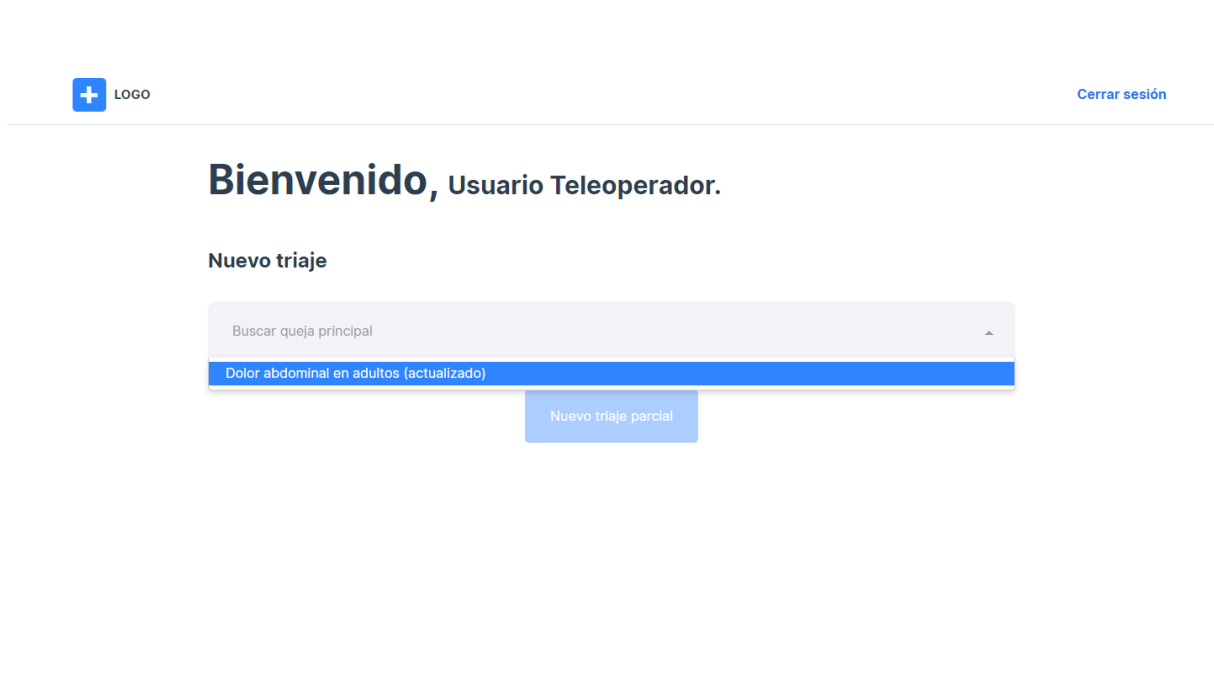 LOGO
Cerrar sesión
Bienvenido, Usuario Teleoperador.
Nuevo triaje
Buscar queja principal
Dolor abdominal en adultos (actualizado)
Nuevo triaje parcial